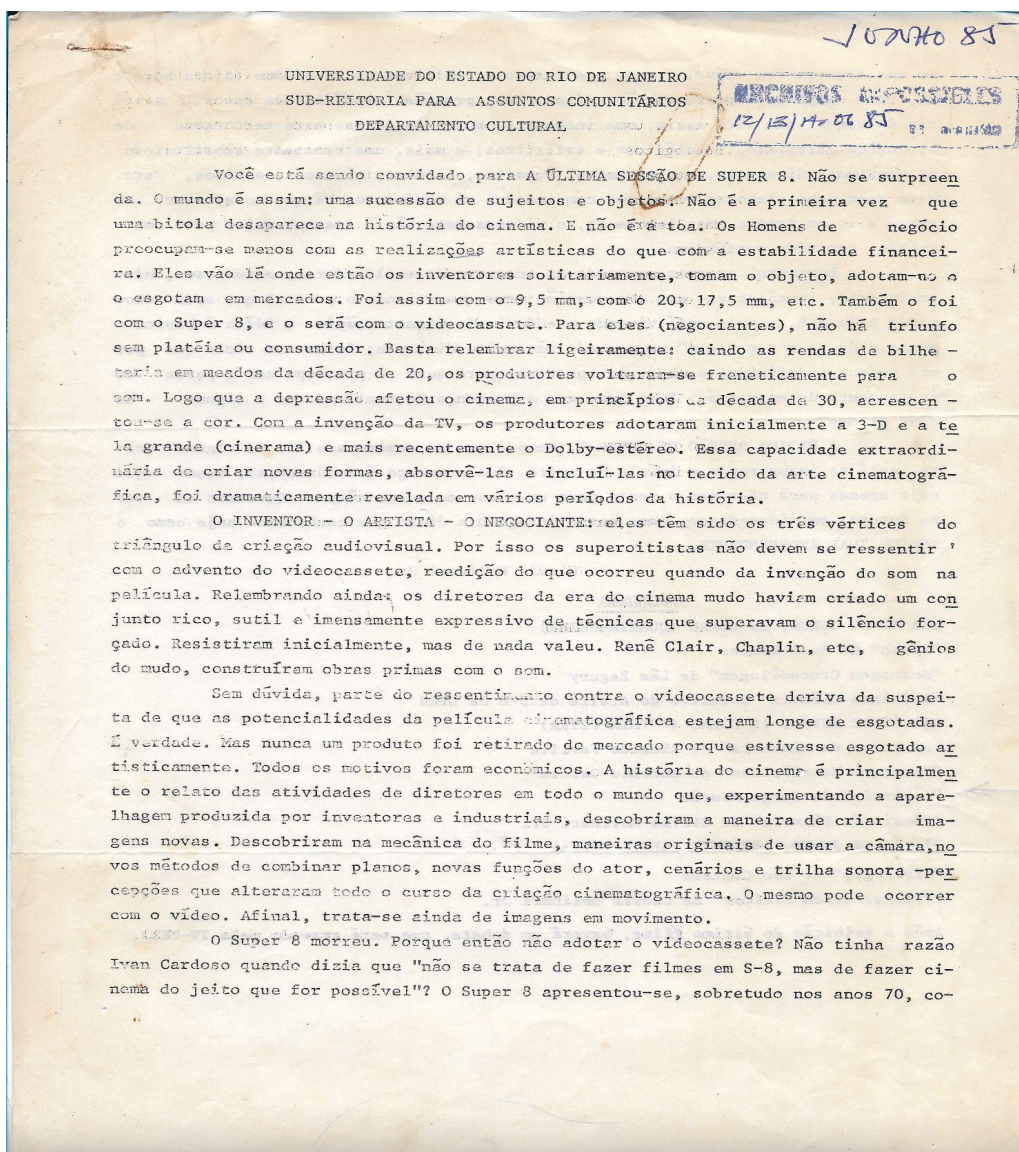 JUNHO 85
UNIVERSIDADE DO ESTADO DO RIO DE JANEIRO
SUB-REITORIA PARA ASSUNTOS COMUNITÁRIOS
DEPARTAMENTO CULTURAL
ARCHIVOS IMPOSSIBLES
12/13/14-06 85
Você está sendo convidado para A ÚLTIMA SESSÃO DE SUPER 8. Não se surpreen
da. O mundo é assim: uma sucessão de sujeitos e objetos. Não é a primeira vez que
uma bitola desaparece na história do cinema. E não é a toa. Os Homens de negócio
preocupam-se menos com as realizações artísticas do que com a estabilidade financei-
ra. Eles vão lá onde estão os inventores solitariamente, tomam o objeto, adotam-no e
o esgotam em mercados. Foi assim com o 9,5 mm, com o 20, 17,5 mm, etc. Também o foi
com o Super 8, e o será com o videocassate. Para eles (negociantes), não há triunfo
sem platéia ou consumidor. Basta relembrar ligeiramente: caindo as rendas de bilhe -
teria em meados da década de 20, os produtores voltaram-se freneticamente para o
som. Logo que a depressão afetou o cinema, em princípios da década de 30, acrescen -
tou-se a cor. Com a invenção da TV, os produtores adotaram inicialmente a 3-D e a te
la grande (cinerama) e mais recentemente o Dolby-estéreo. Essa capacidade extraordi-
nária de criar novas formas, absorvê-las e incluí-las no tecido da arte cinematográ-
fica, foi dramaticamente revelada em vários períodos da história.
O INVENTOR - O ARTISTA - O NEGOCIANTE: eles têm sido os três vértices do
triângulo da criação audiovisual. Por isso os superoitistas não devem se ressentir '
com o advento do videocassete, reedição do que ocorreu quando da invenção do som na
película. Relembrando ainda: os diretores da era do cinema mudo haviam criado um con
junto rico, sutil e imensamente expressivo de técnicas que superavam o silêncio for-
çado. Resistiram inicialmente, mas de nada valeu. Renê Clair, Chaplin, etc, gênios
do mudo, construíram obras primas com o som.
Sem dúvida, parte do ressentimento contra o videocassete deriva da suspei-
ta de que as potencialidades da película cinematográfica estejam longe de esgotadas.
É verdade. Mas nunca um produto foi retirado do mercado porque estivesse esgotado ar
tisticamente. Todos os motivos foram econômicos. A história do cinema é principalmen
te o relato das atividades de diretores em todo o mundo que, experimentando a apare-
lhagem produzida por inventores e industriais, descobriram a maneira de criar ima-
gens novas. Descobriram na mecânica do filme, maneiras originais de usar a câmara,no
vos métodos de combinar planos, novas funções do ator, cenários e trilha sonora -per
cepções que alteraram todo o curso da criação cinematográfica. O mesmo pode ocorrer
com o vídeo. Afinal, trata-se ainda de imagens em movimento.
O Super 8 morreu. Porque então não adotar o videocassete? Não tinha razão
Ivan Cardoso quando dizia que "não se trata de fazer filmes em S-8, mas de fazer ci-
nema do jeito que for possível"? O Super 8 apresentou-se, sobretudo nos anos 70, co-